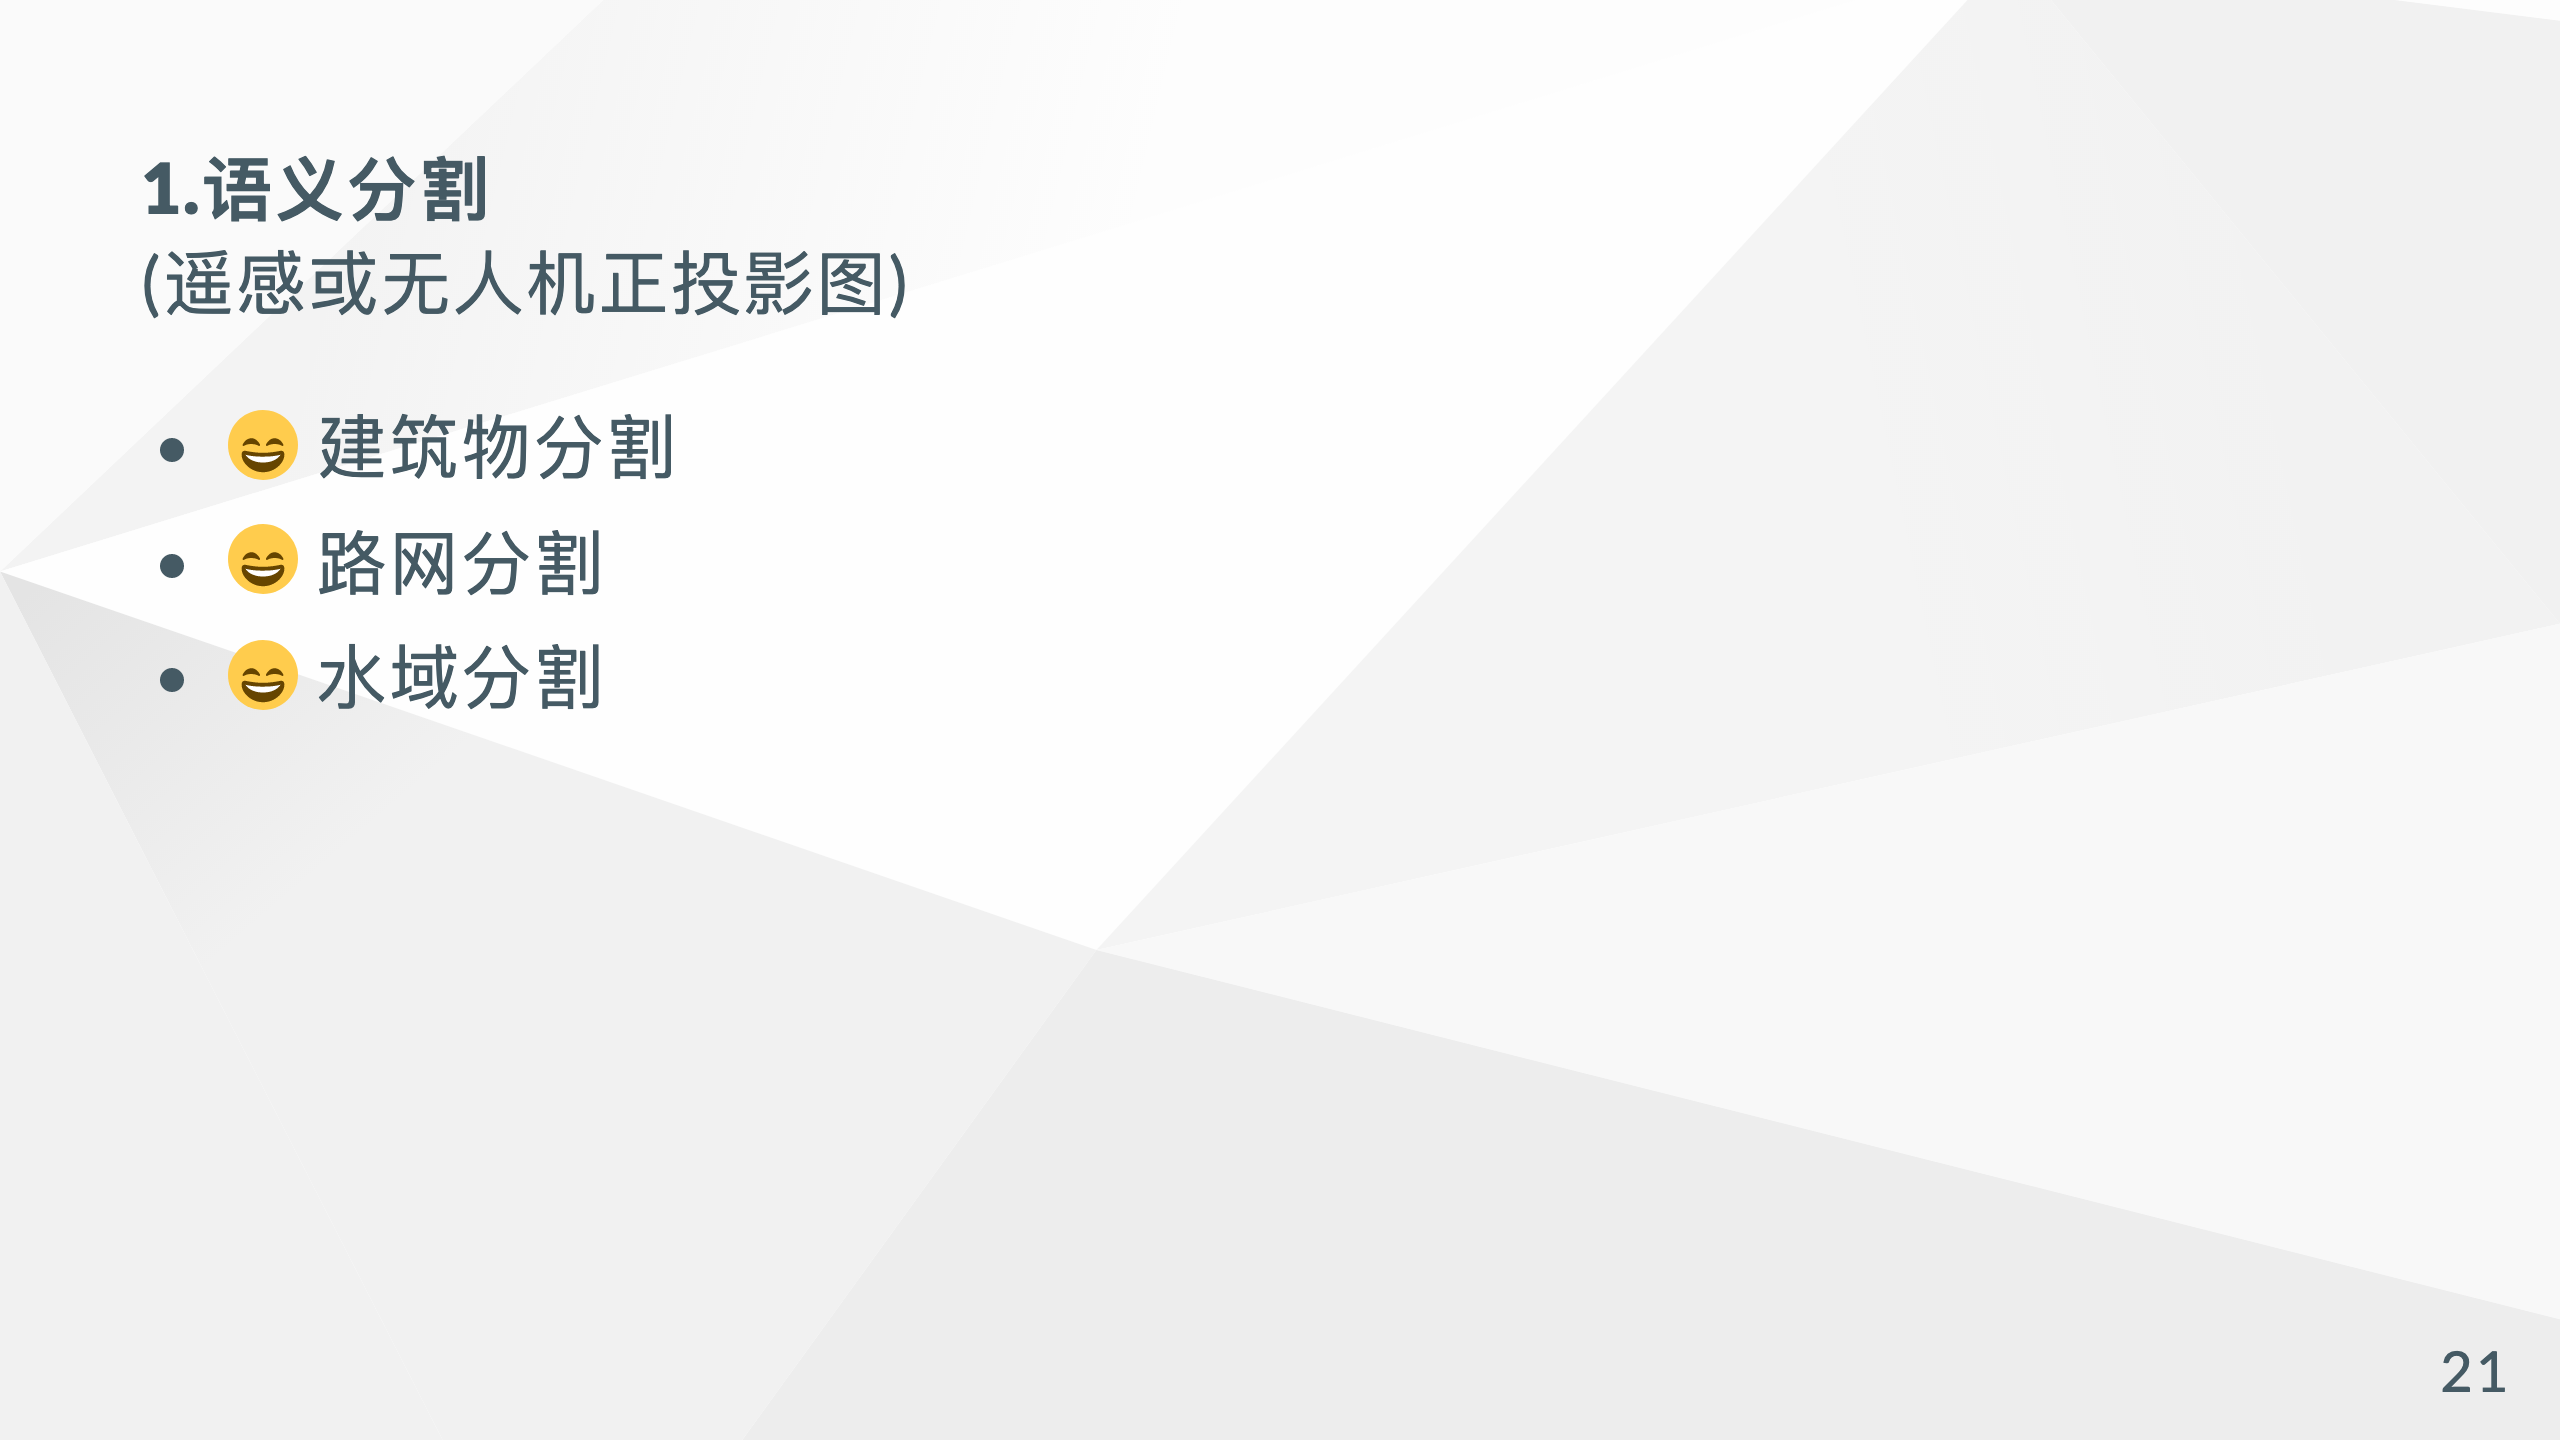 1.语义分割
(遥感或无人机正投影图)
• 😄 建筑物分割
• 😄 路网分割
• 😄 水域分割
21